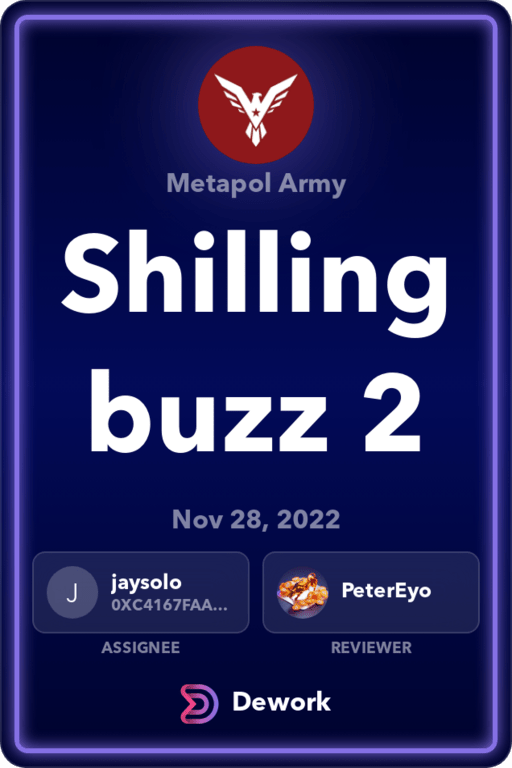 Metapol Army
Shilling
buzz 2
Nov 28, 2022
J
jaysolo
0XC4167FAA...
PeterEyo
ASSIGNEE
REVIEWER
Dework